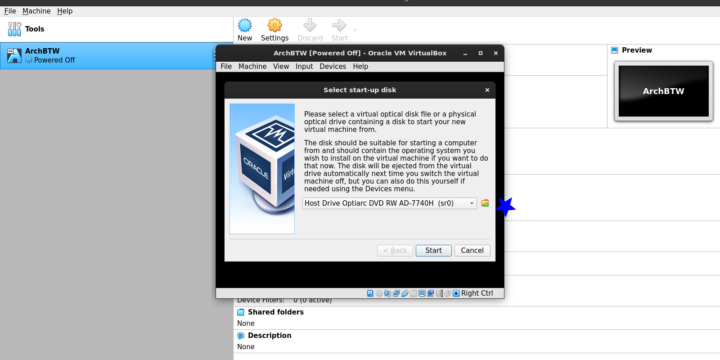 File Machine Help
Tools
New Settings Discard Start
ArchBTW
Powered Off
Preview
ArchBTW
ArchBTW [Powered Off] - Oracle VM VirtualBox
File Machine View Input Devices Help
Select start-up disk
Please select a virtual optical disk file or a physical
optical drive containing a disk to start your new
virtual machine from.
The disk should be suitable for starting a computer
from and should contain the operating system you
wish to install on the virtual machine if you want to do
that now. The disk will be ejected from the virtual
drive automatically next time you switch the virtual
machine off, but you can also do this yourself if
needed using the Devices menu.
ORACLE
VM
Host Drive Optiarc DVD RW AD-7740H (sr0)
< Back Start Cancel
Right Ctrl
Device Filters: 0 (0 active)
Shared folders
None
Description
None